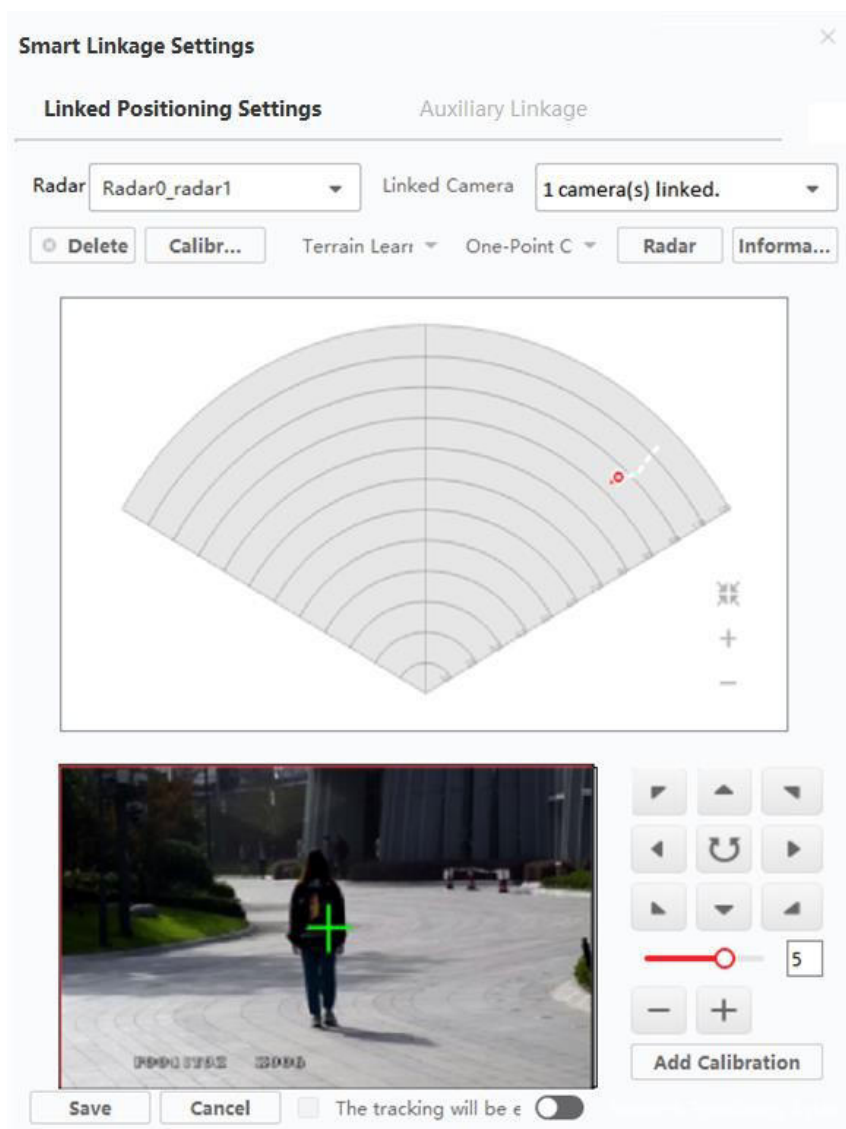 Smart Linkage Settings
Linked Positioning Settings Auxiliary Linkage
Radar Radar0_radar1 Linked Camera 1 camera(s) linked.
Delete Calibr... Terrain Learr One-Point C Radar Informa...
5
Add Calibration
Save Cancel The tracking will be e